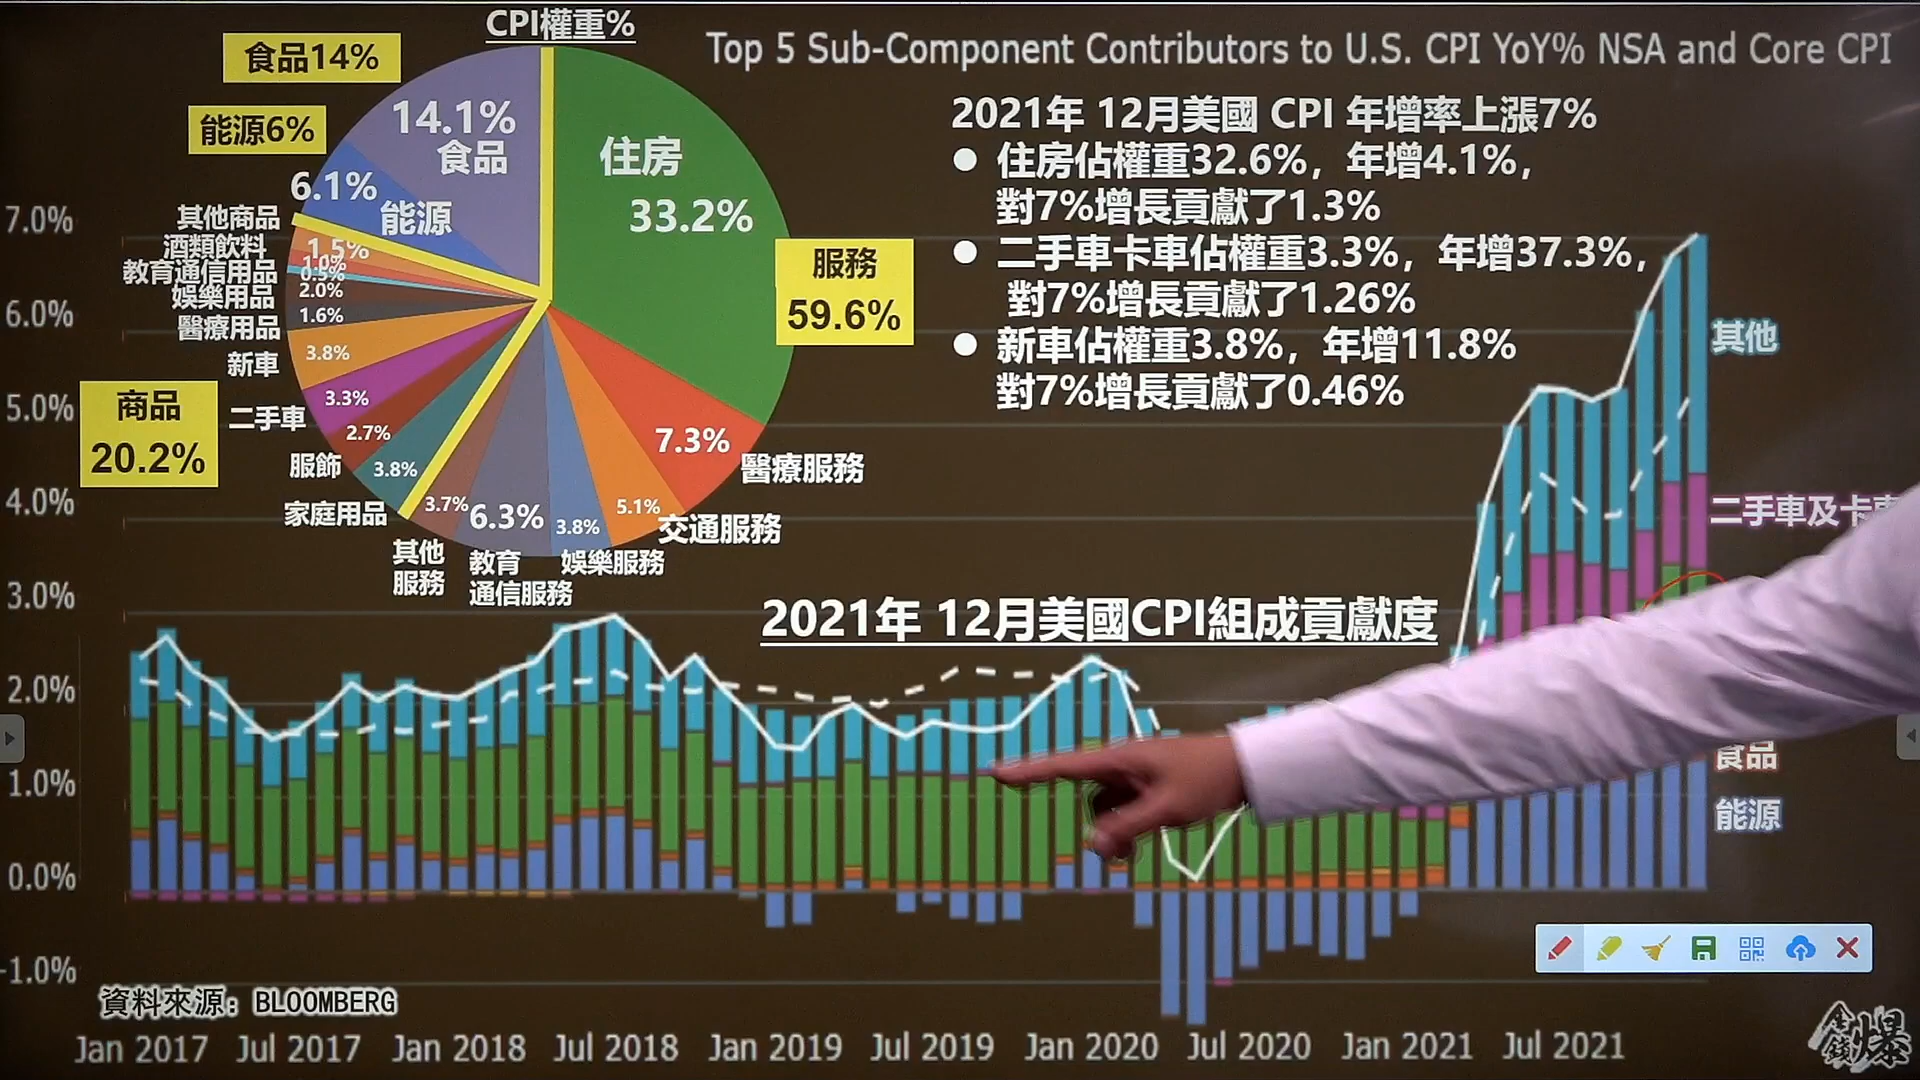 CPI權重%
食品14%
Top 5 Sub-Component Contributors to U.S. CPI YoY% NSA and Core CPI
能源6%
14.1%
食品
住房
33.2%
6.1%
能源
2021年 12月美國 CPI 年增率上漲7%
● 住房佔權重32.6%，年增4.1%，
對7%增長貢獻了1.3%
● 二手車卡車佔權重3.3%，年增37.3%，
對7%增長貢獻了1.26%
● 新車佔權重3.8%，年增11.8%
對7%增長貢獻了0.46%
其他商品
1.5%
酒類飲料
1.0%
教育通信用品
0.5%
娛樂用品
2.0%
醫療用品
1.6%
新車
3.8%
二手車
3.3%
服飾
2.7%
家庭用品
3.8%
商品
20.2%
服務
59.6%
7.3%
醫療服務
5.1%
交通服務
3.8%
娛樂服務
6.3%
教育
通信服務
3.7%
其他
服務
2021年 12月美國CPI組成貢獻度
7.0%
6.0%
5.0%
4.0%
3.0%
2.0%
1.0%
0.0%
-1.0%
其他
二手車及卡車
食品
能源
資料來源：BLOOMBERG
Jan 2017
Jul 2017
Jan 2018
Jul 2018
Jan 2019
Jul 2019
Jan 2020
Jul 2020
Jan 2021
Jul 2021
金錢爆